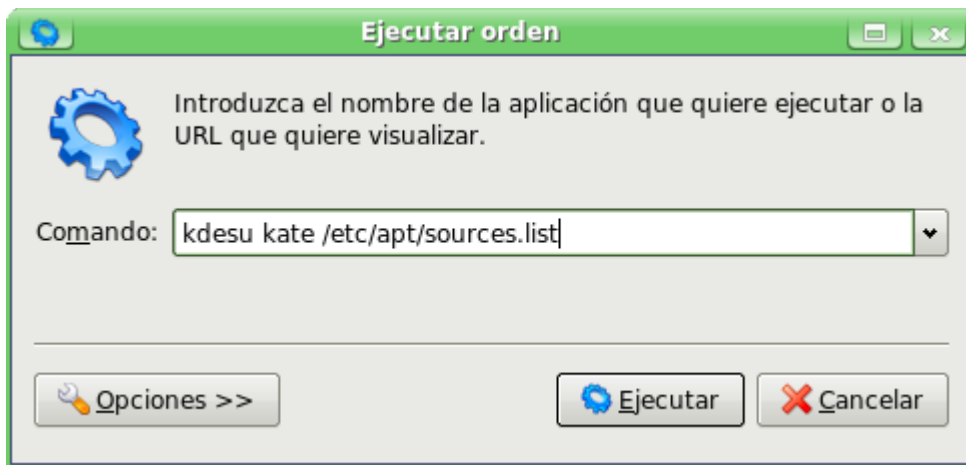 Ejecutar orden
Introduzca el nombre de la aplicación que quiere ejecutar o la
URL que quiere visualizar.
Comando: kdesu kate /etc/apt/sources.list
Opciones >> Ejecutar Cancelar